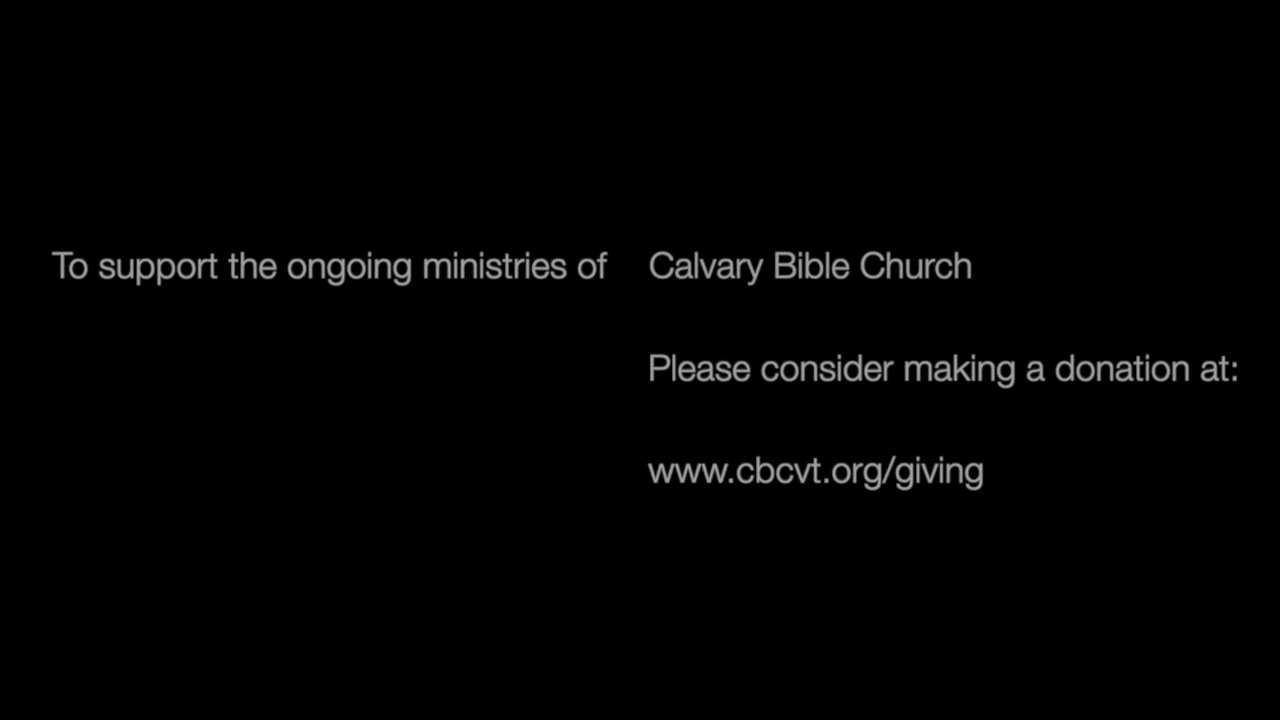 To support the ongoing ministries of Calvary Bible Church
Please consider making a donation at:
www.cbcvt.org/giving